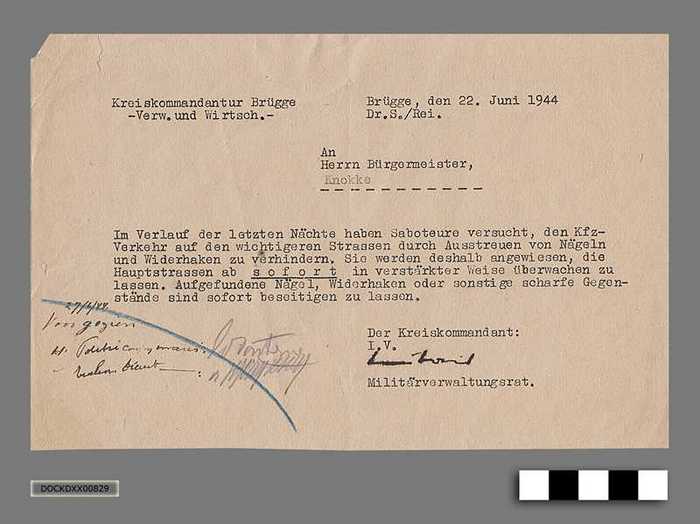 Kreiskommandantur Brügge
-Verw.und Wirtsch.-
Brügge, den 22. Juni 1944
Dr.S./Rei.
An
Herrn Bürgermeister,
Knokke
Im Verlauf der letzten Nächte haben Saboteure versucht, den Kfz-
Verkehr auf den wichtigeren Strassen durch Ausstreuen von Nägeln
und Widerhaken zu verhindern. Sie werden deshalb angewiesen, die
Hauptstrassen ab s o f o r t in verstärkter Weise überwachen zu
lassen. Aufgefundene Nägel, Widerhaken oder sonstige scharfe Gegen-
stände sind sofort beseitigen zu lassen.
Der Kreiskommandant:
I.V.
Militärverwaltungsrat.
DOCKDXX00829